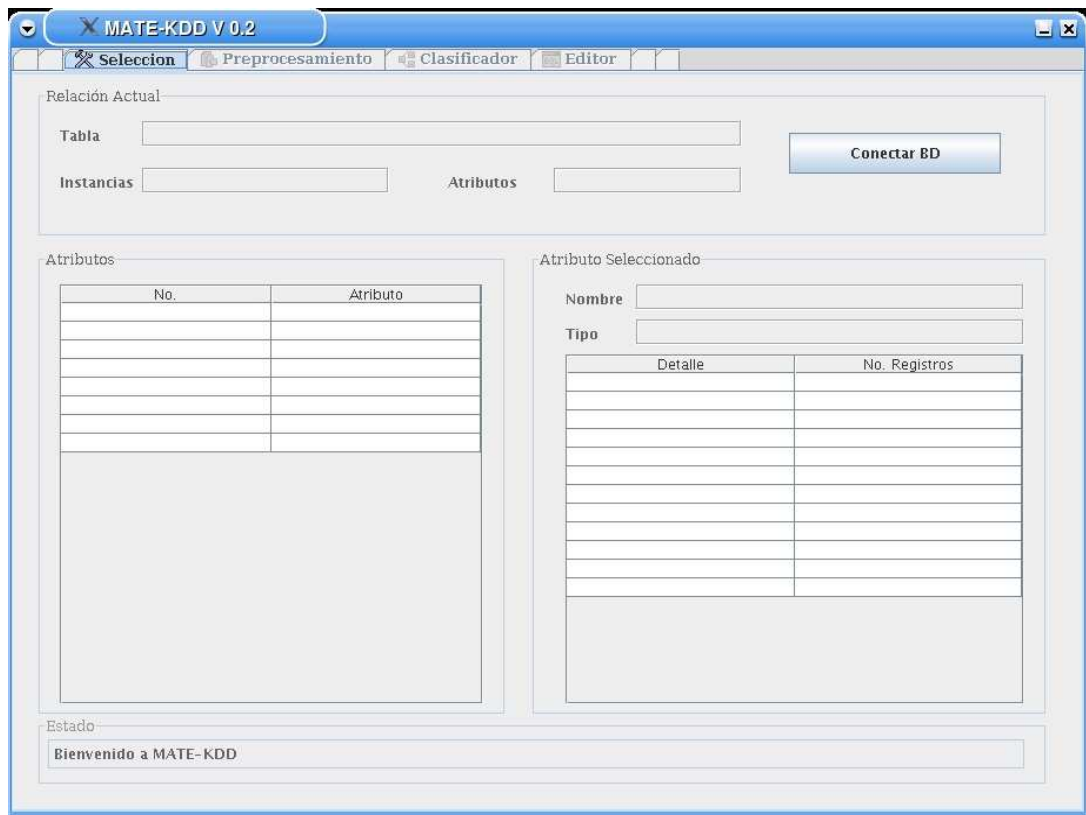 MATE-KDD V 0.2
Seleccion Preprocesamiento Clasificador Editor
Relación Actual
Tabla
Conectar BD
Instancias Atributos
Atributos
No. Atributo
Atributo Seleccionado
Nombre
Tipo
Detalle No. Registros
Estado
Bienvenido a MATE-KDD